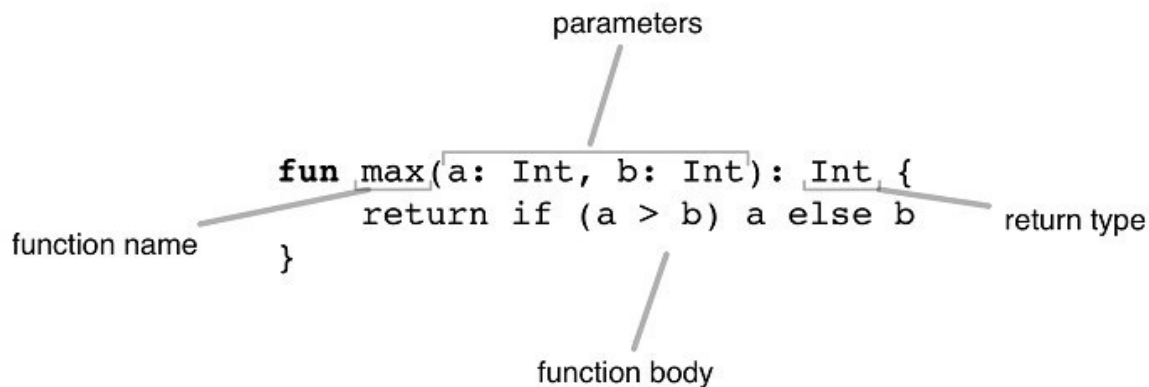 parameters
fun max(a: Int, b: Int): Int {
return if (a > b) a else b
}
function name
return type
function body